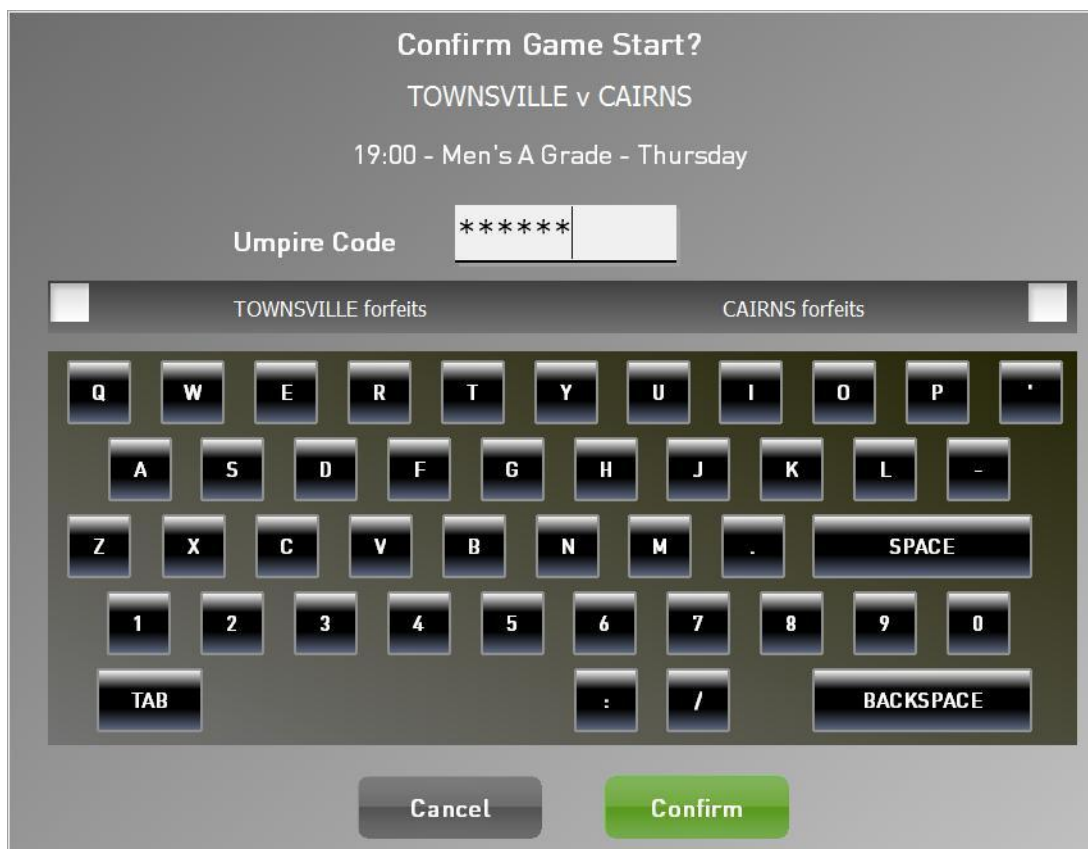 Confirm Game Start?
TOWNSVILLE v CAIRNS
19:00 - Men's A Grade - Thursday
Umpire Code ******
TOWNSVILLE forfeits CAIRNS forfeits
Q W E R T Y U I O P '
A S D F G H J K L -
Z X C V B N M . SPACE
1 2 3 4 5 6 7 8 9 0
TAB : / BACKSPACE
Cancel Confirm